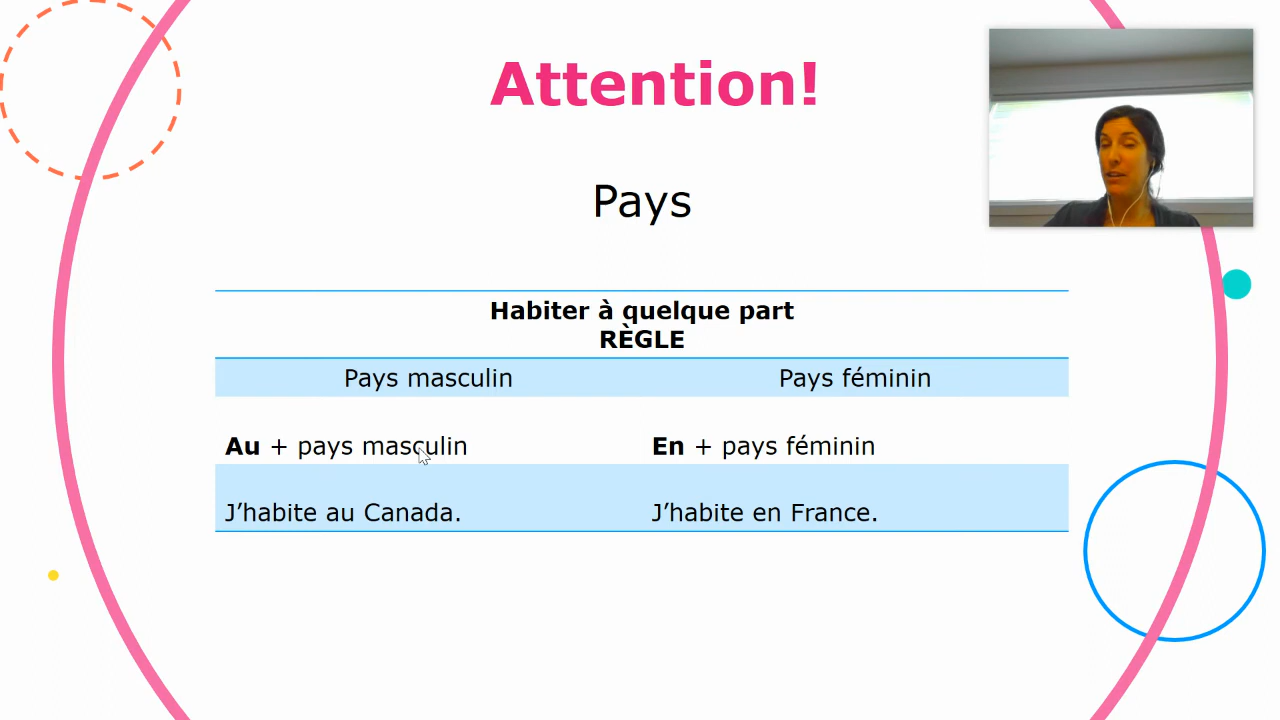 Attention!
Pays
Habiter à quelque part
RÈGLE
Pays masculin
Pays féminin
Au + pays masculin
En + pays féminin
J’habite au Canada.
J’habite en France.